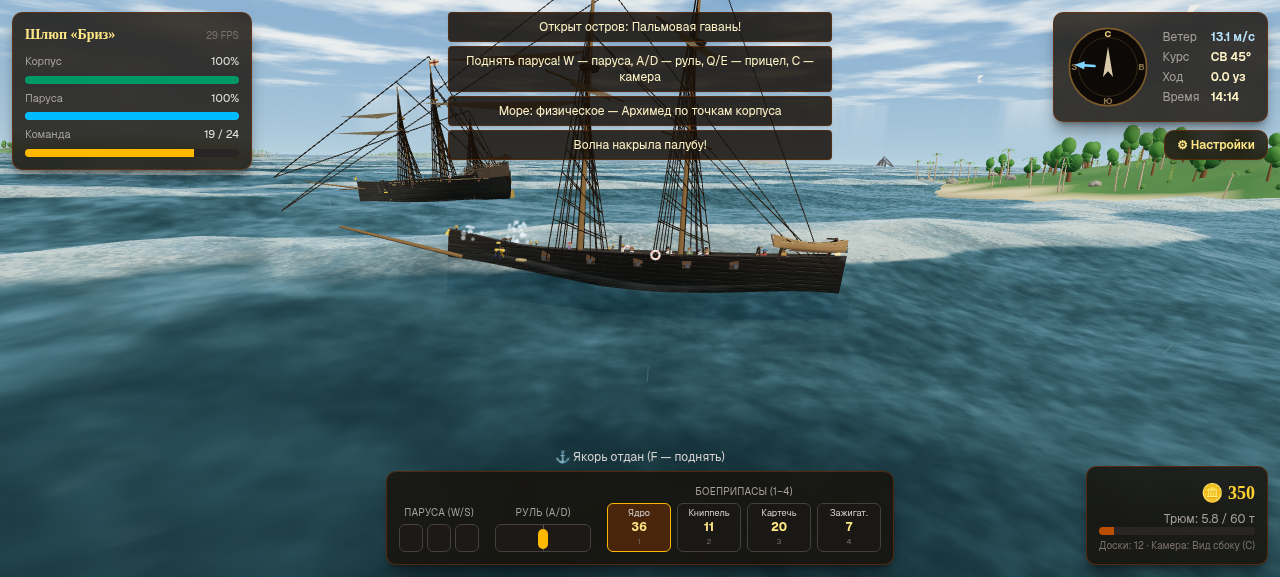 Шлюп «Бриз»
29 FPS
Корпус
100%
Паруса
100%
Команда
19 / 24
Открыт остров: Пальмовая гавань!
Поднять паруса! W — паруса, A/D — руль, Q/E — прицел, C —
камера
Море: физическое — Архимед по точкам корпуса
Волна накрыла палубу!
С
З
В
Ю
Ветер 13.1 м/с
Курс СВ 45°
Ход 0.0 уз
Время 14:14
⚙ Настройки
⚓ Якорь отдан (F — поднять)
ПАРУСА (W/S)
РУЛЬ (A/D)
БОЕПРИПАСЫ (1–4)
Ядро
36
1
Книппель
11
2
Картечь
20
3
Зажигат.
7
4
🪙 350
Трюм: 5.8 / 60 т
Доски: 12 · Камера: Вид сбоку (C)